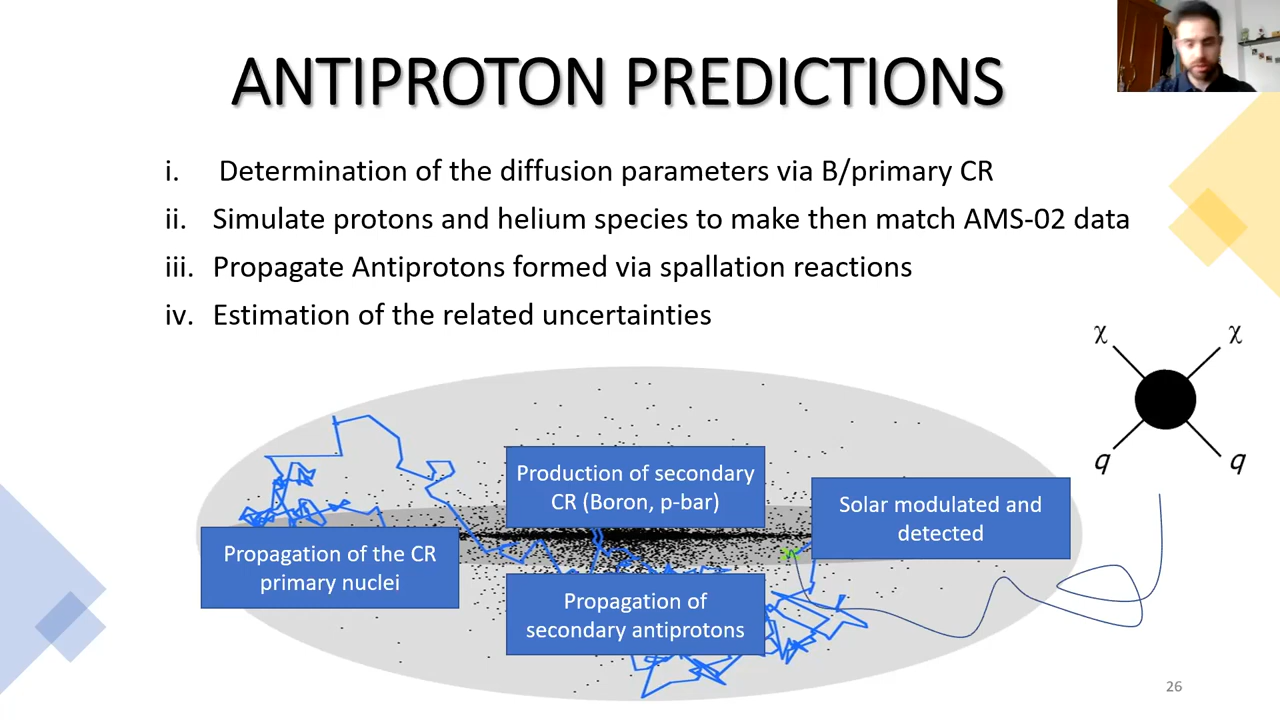 ANTIPROTON PREDICTIONS
i. Determination of the diffusion parameters via B/primary CR
ii. Simulate protons and helium species to make then match AMS-02 data
iii. Propagate Antiprotons formed via spallation reactions
iv. Estimation of the related uncertainties
χ χ
q q
Production of secondary
CR (Boron, p-bar)
Solar modulated and
detected
Propagation of the CR
primary nuclei
Propagation of
secondary antiprotons
26